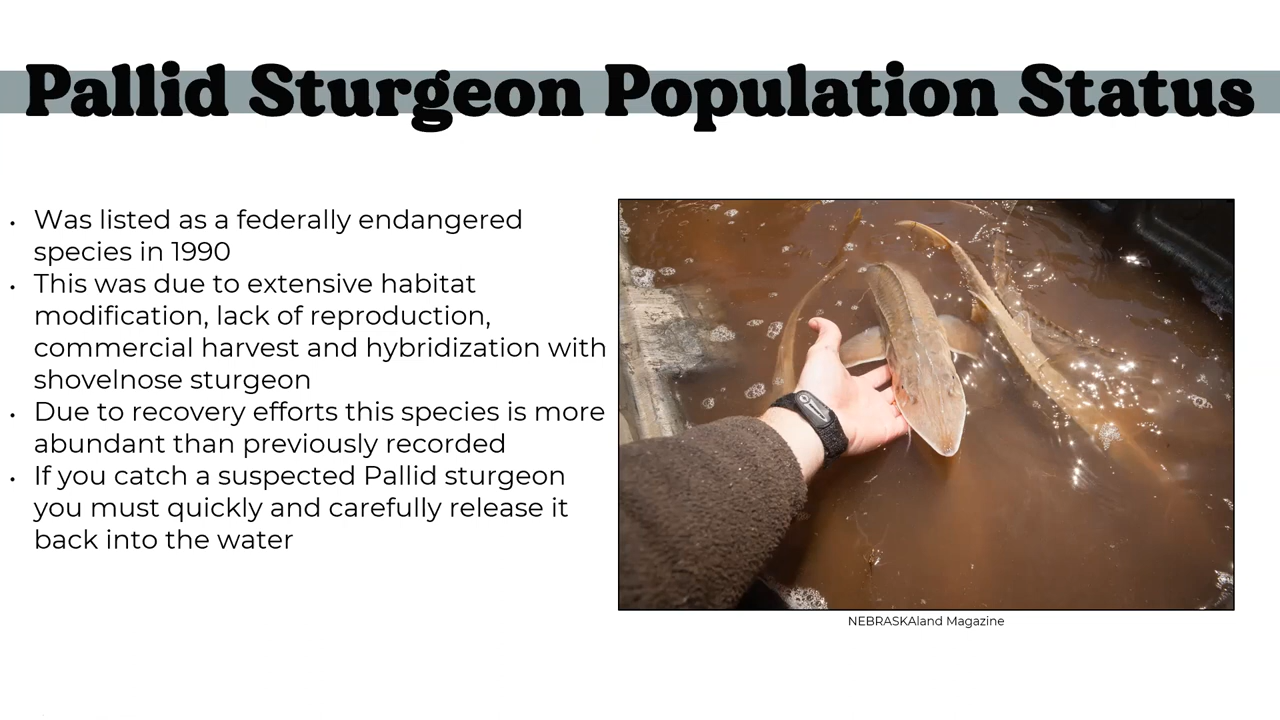 Pallid Sturgeon Population Status
• Was listed as a federally endangered
species in 1990
• This was due to extensive habitat
modification, lack of reproduction,
commercial harvest and hybridization with
shovelnose sturgeon
• Due to recovery efforts this species is more
abundant than previously recorded
• If you catch a suspected Pallid sturgeon
you must quickly and carefully release it
back into the water
NEBRASKAland Magazine